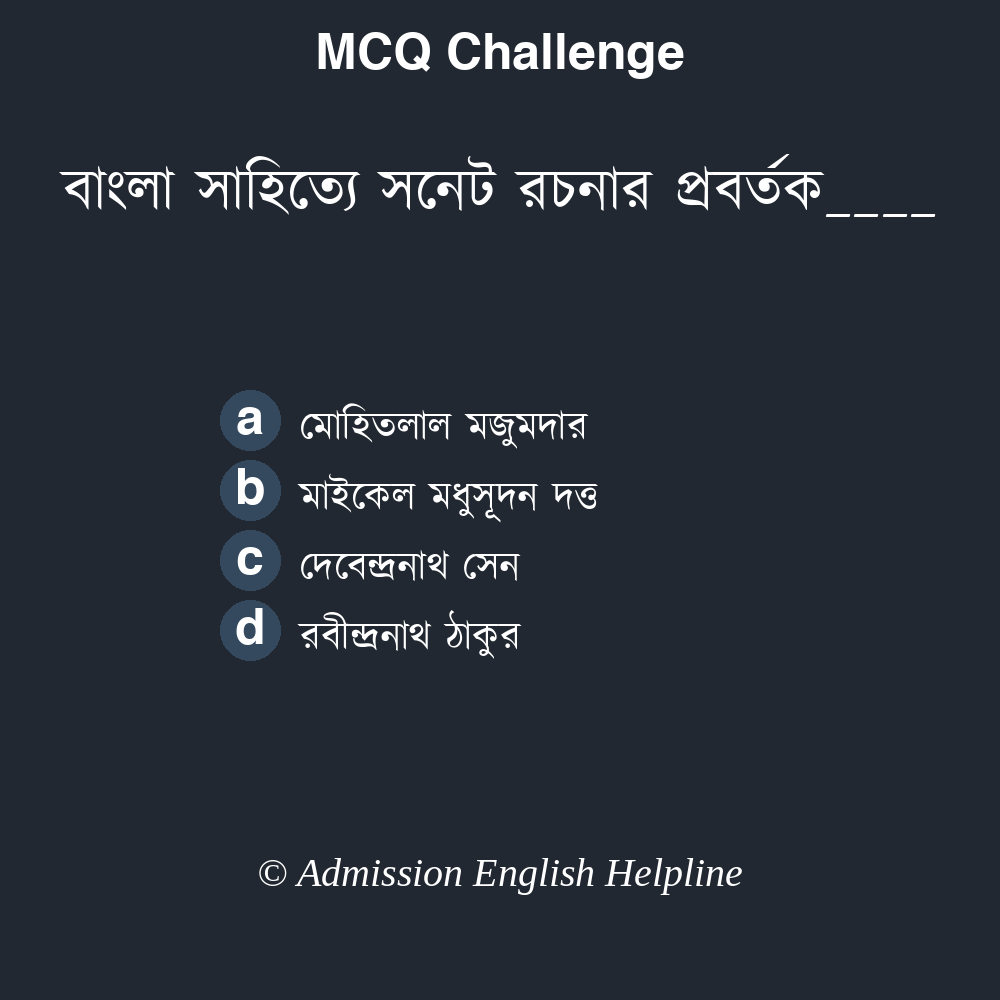 MCQ Challenge
বাংলা সাহিত্যে সনেট রচনার প্রবর্তক____
a মোহিতলাল মজুমদার
b মাইকেল মধুসূদন দত্ত
c দেবেন্দ্রনাথ সেন
d রবীন্দ্রনাথ ঠাকুর
© Admission English Helpline